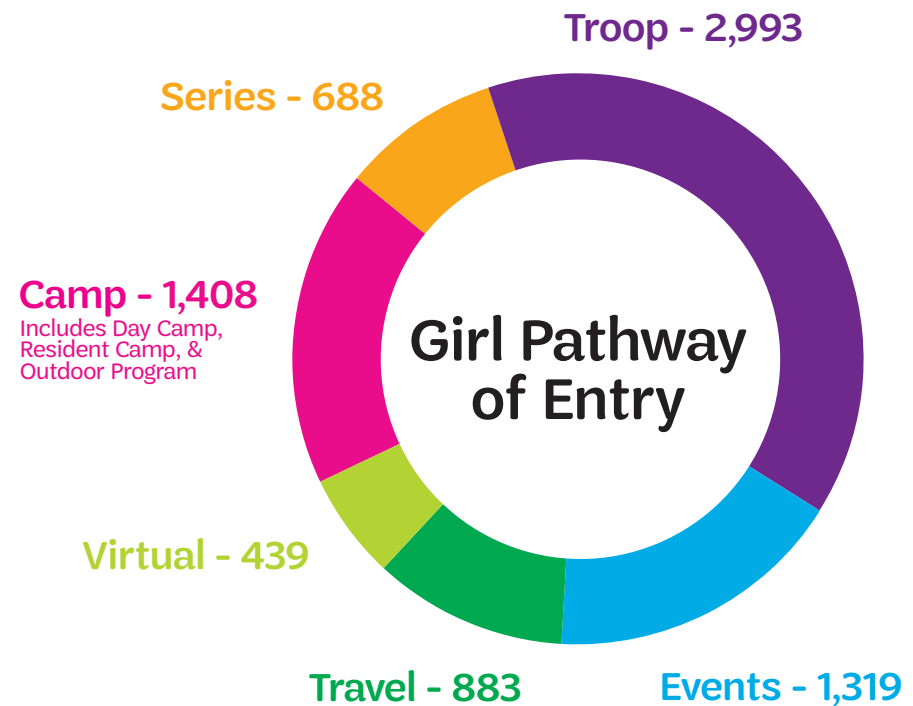 Troop - 2,993
Series - 688
Camp - 1,408
Includes Day Camp,
Resident Camp, &
Outdoor Program
Girl Pathway
of Entry
Virtual - 439
Travel - 883
Events - 1,319